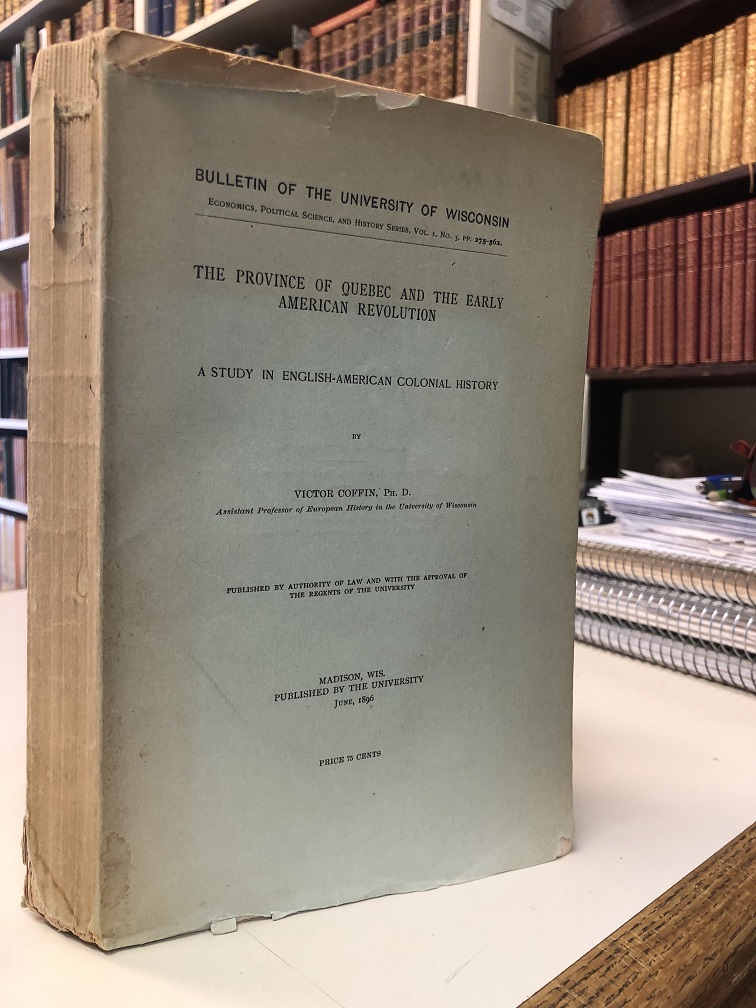 BULLETIN OF THE UNIVERSITY OF WISCONSIN
ECONOMICS, POLITICAL SCIENCE, AND HISTORY SERIES, VOL. 1, NO. 3, PP. 275-562.
THE PROVINCE OF QUEBEC AND THE EARLY
AMERICAN REVOLUTION
A STUDY IN ENGLISH-AMERICAN COLONIAL HISTORY
BY
VICTOR COFFIN, PH. D.
Assistant Professor of European History in the University of Wisconsin
PUBLISHED BY AUTHORITY OF LAW AND WITH THE APPROVAL OF
THE REGENTS OF THE UNIVERSITY
MADISON, WIS.
PUBLISHED BY THE UNIVERSITY
JUNE, 1896
PRICE 75 CENTS